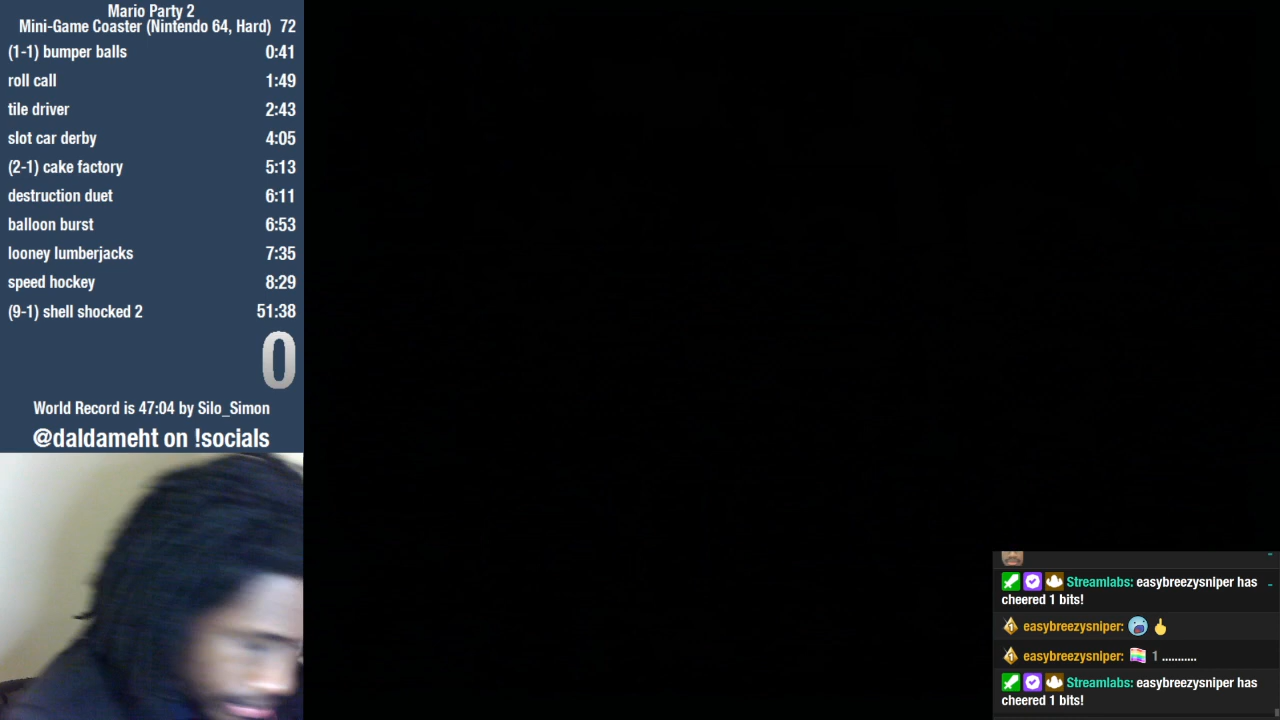 Mario Party 2
Mini-Game Coaster (Nintendo 64, Hard) 72
(1-1) bumper balls 0:41
roll call 1:49
tile driver 2:43
slot car derby 4:05
(2-1) cake factory 5:13
destruction duet 6:11
balloon burst 6:53
looney lumberjacks 7:35
speed hockey 8:29
(9-1) shell shocked 2 51:38
0
World Record is 47:04 by Silo_Simon
@daldameht on !socials
Streamlabs: easybreezysniper has
cheered 1 bits!
easybreezysniper:
easybreezysniper: 1 ...........
Streamlabs: easybreezysniper has
cheered 1 bits!